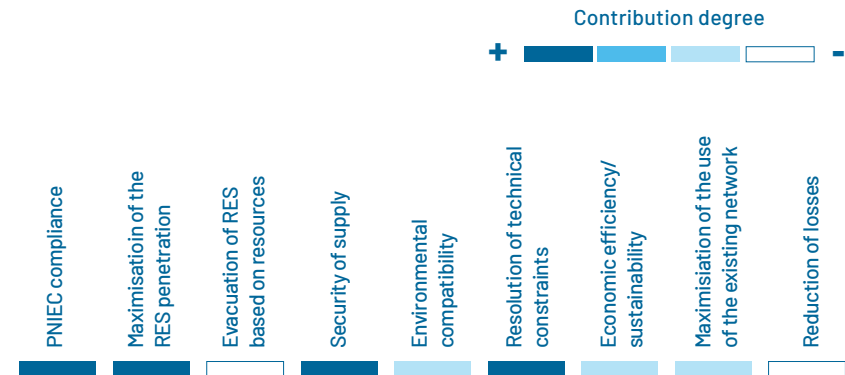 Contribution degree
+ -
PNIEC compliance
Maximisatioin of the
RES penetration
Evacuation of RES
based on resources
Security of supply
Environmental
compatibility
Resolution of technical
constraints
Economic efficiency/
sustainability
Maximisiation of the use
of the existing network
Reduction of losses